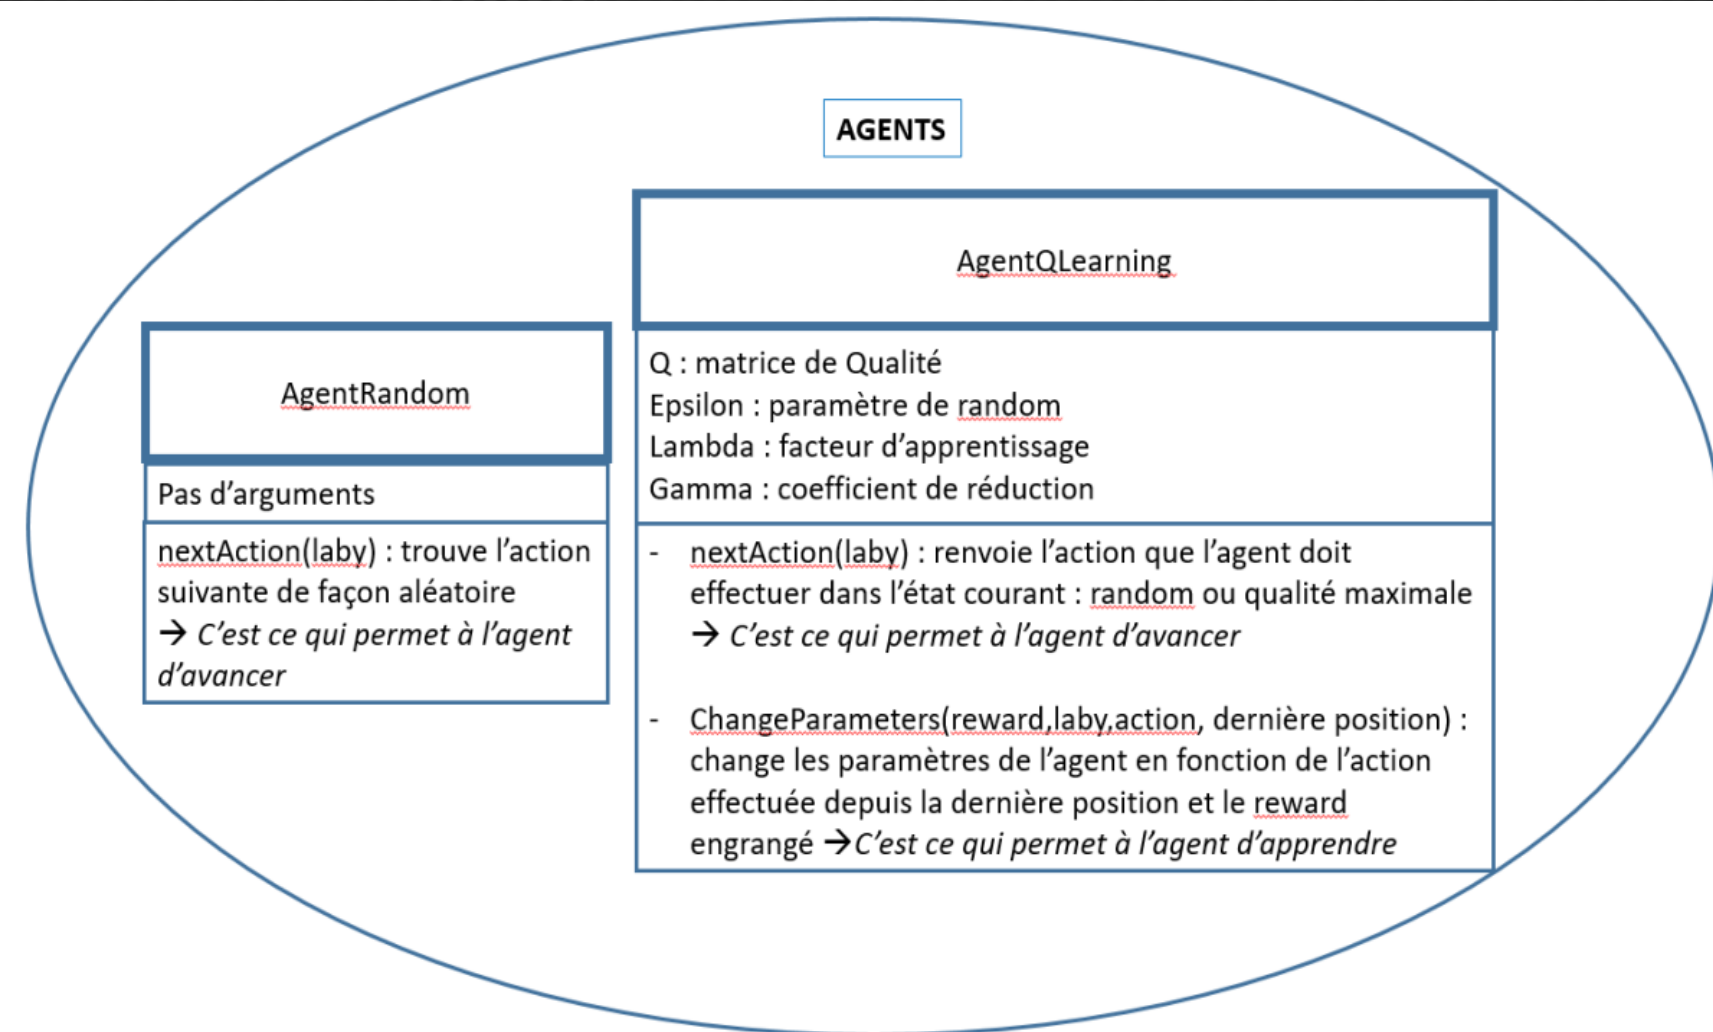 AGENTS
AgentRandom
Pas d’arguments
nextAction(laby) : trouve l’action
suivante de façon aléatoire
→ C’est ce qui permet à l’agent
d’avancer
AgentQLearning
Q : matrice de Qualité
Epsilon : paramètre de random
Lambda : facteur d’apprentissage
Gamma : coefficient de réduction
- nextAction(laby) : renvoie l’action que l’agent doit
effectuer dans l’état courant : random ou qualité maximale
→ C’est ce qui permet à l’agent d’avancer
- ChangeParameters(reward,laby,action, dernière position) :
change les paramètres de l’agent en fonction de l’action
effectuée depuis la dernière position et le reward
engrangé →C’est ce qui permet à l’agent d’apprendre